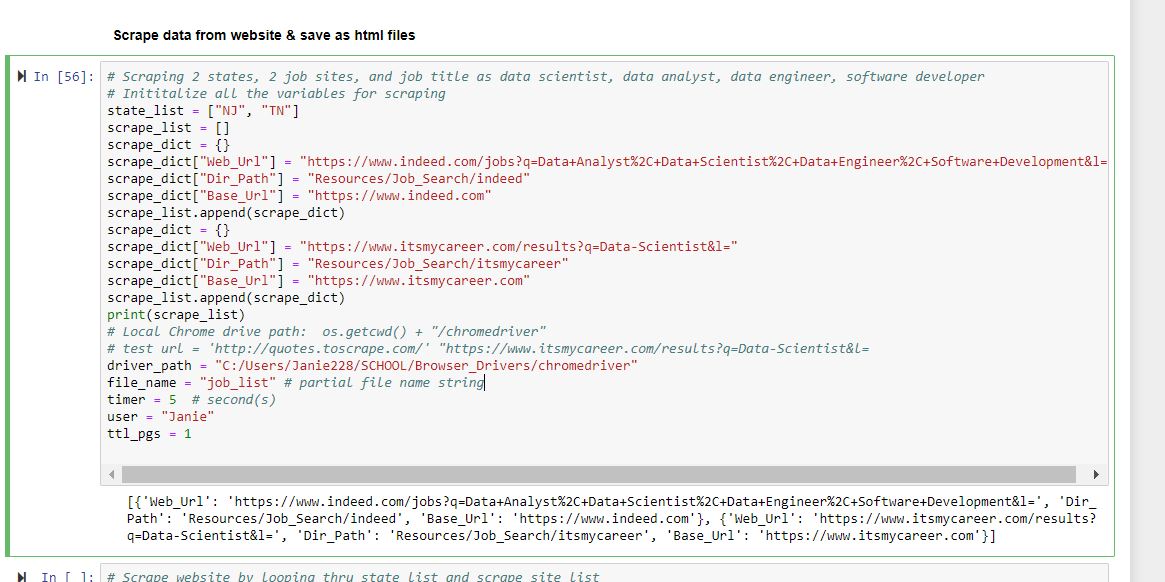 Scrape data from website & save as html files
In [56]:
# Scraping 2 states, 2 job sites, and job title as data scientist, data analyst, data engineer, software developer
# Inititalize all the variables for scraping
state_list = ["NJ", "TN"]
scrape_list = []
scrape_dict = {}
scrape_dict["Web_Url"] = "https://www.indeed.com/jobs?q=Data+Analyst%2C+Data+Scientist%2C+Data+Engineer%2C+Software+Development&l=
scrape_dict["Dir_Path"] = "Resources/Job_Search/indeed"
scrape_dict["Base_Url"] = "https://www.indeed.com"
scrape_list.append(scrape_dict)
scrape_dict = {}
scrape_dict["Web_Url"] = "https://www.itsmycareer.com/results?q=Data-Scientist&l="
scrape_dict["Dir_Path"] = "Resources/Job_Search/itsmycareer"
scrape_dict["Base_Url"] = "https://www.itsmycareer.com"
scrape_list.append(scrape_dict)
print(scrape_list)
# Local Chrome drive path:  os.getcwd() + "/chromedriver"
# test url = 'http://quotes.toscrape.com/' "https://www.itsmycareer.com/results?q=Data-Scientist&l=
driver_path = "C:/Users/Janie228/SCHOOL/Browser_Drivers/chromedriver"
file_name = "job_list" # partial file name string
timer = 5  # second(s)
user = "Janie"
ttl_pgs = 1
[{'Web_Url': 'https://www.indeed.com/jobs?q=Data+Analyst%2C+Data+Scientist%2C+Data+Engineer%2C+Software+Development&l=', 'Dir_
Path': 'Resources/Job_Search/indeed', 'Base_Url': 'https://www.indeed.com'}, {'Web_Url': 'https://www.itsmycareer.com/results?
q=Data-Scientist&l=', 'Dir_Path': 'Resources/Job_Search/itsmycareer', 'Base_Url': 'https://www.itsmycareer.com'}]
In [ ]:
# Scrape website by looping thru state list and scrape site list